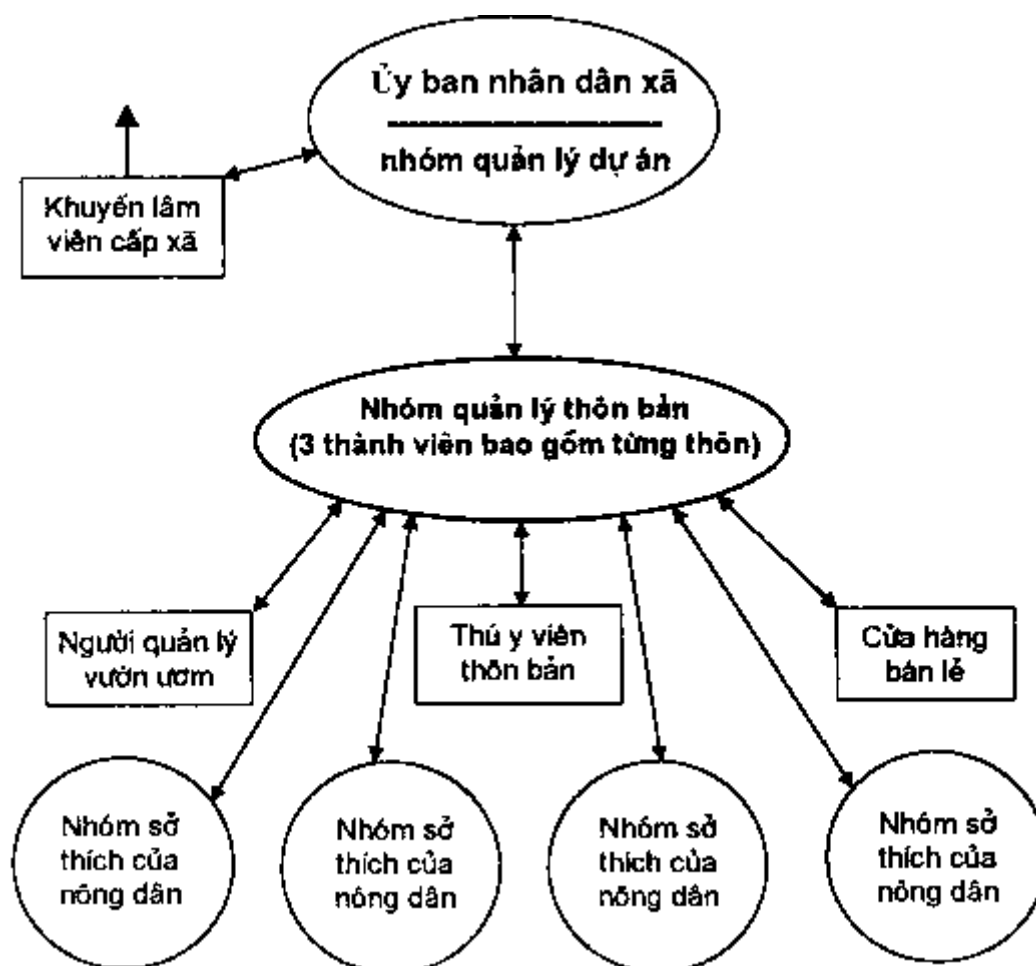 Ủy ban nhân dân xã
nhóm quản lý dự án
Khuyến lâm
viên cấp xã
Nhóm quản lý thôn bản
(3 thành viên bao gồm từng thôn)
Người quản lý
vườn ươm
Thú y viên
thôn bản
Cửa hàng
bán lẻ
Nhóm sở
thích của
nông dân
Nhóm sở
thích của
nông dân
Nhóm sở
thích của
nông dân
Nhóm sở
thích của
nông dân